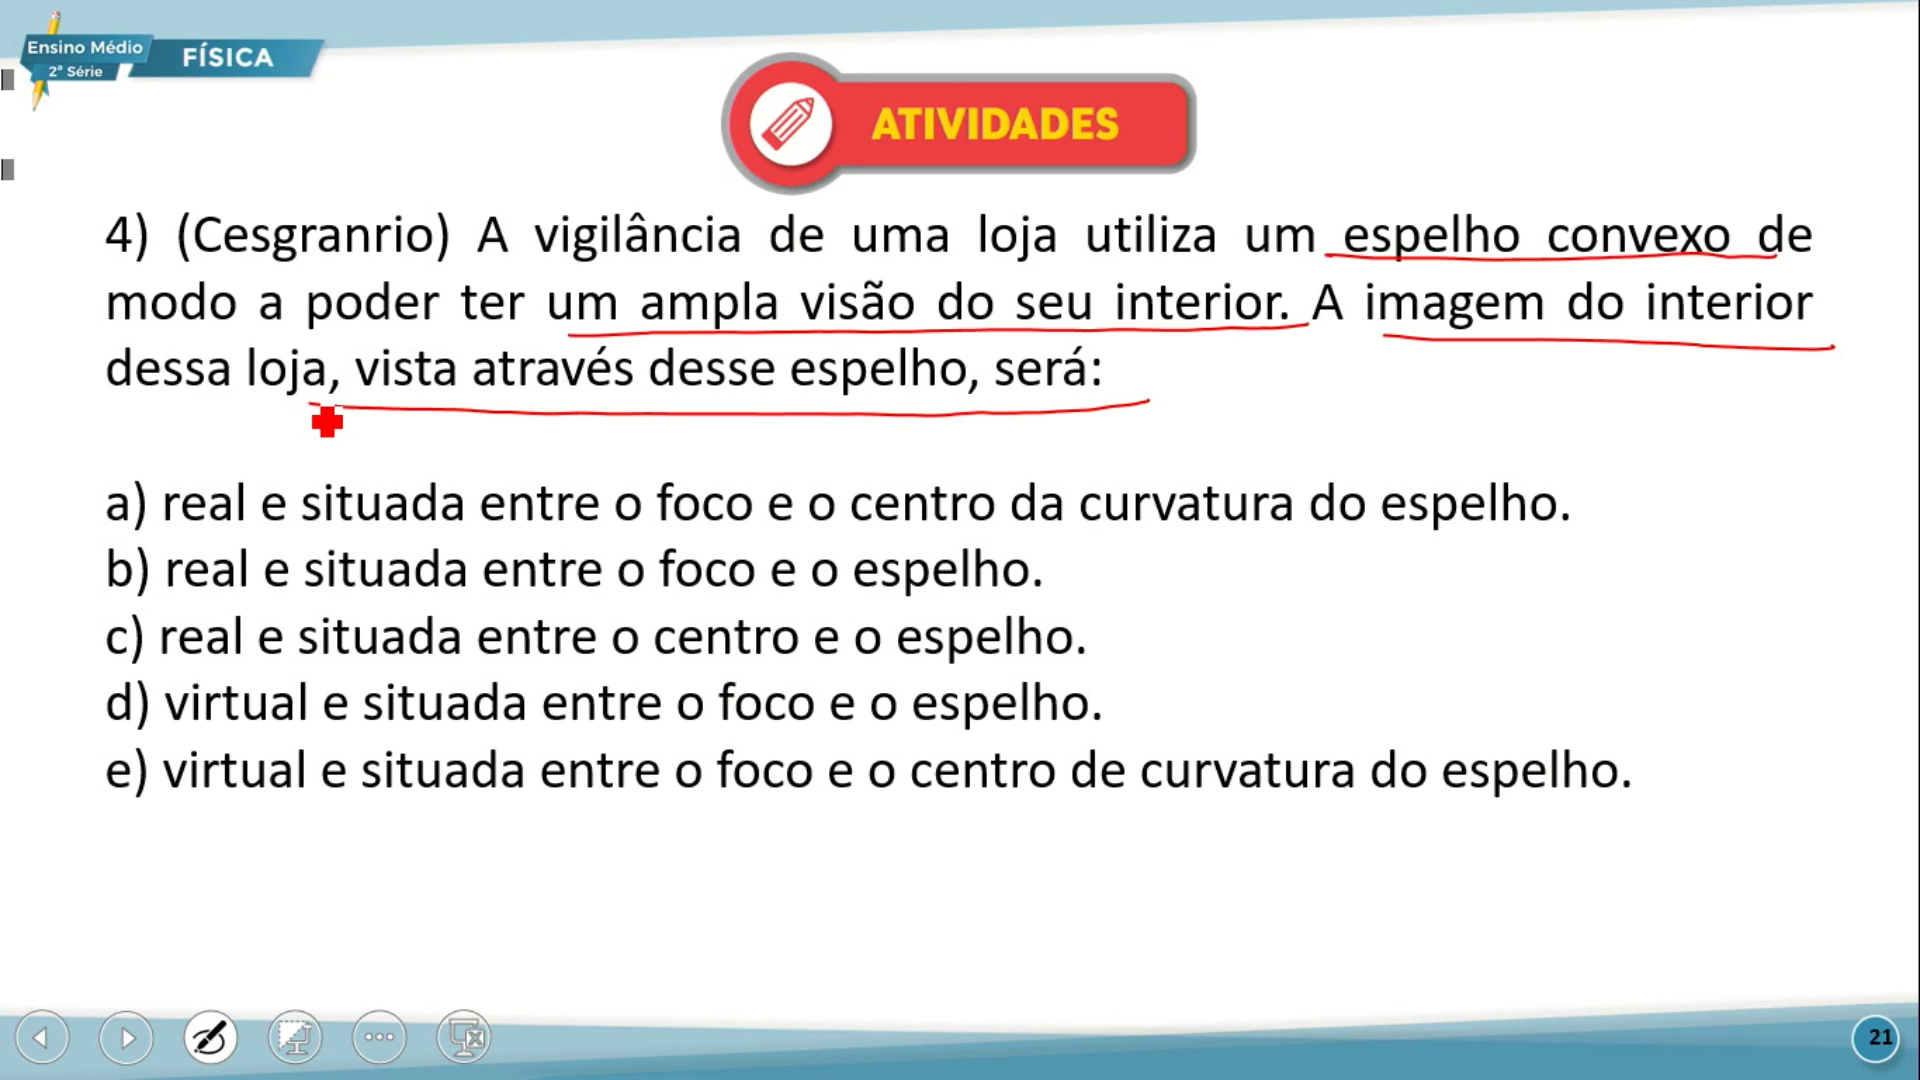 Ensino Médio
2ª Série
FÍSICA
ATIVIDADES
4) (Cesgranrio) A vigilância de uma loja utiliza um espelho convexo de
modo a poder ter um ampla visão do seu interior. A imagem do interior
dessa loja, vista através desse espelho, será:
a) real e situada entre o foco e o centro da curvatura do espelho.
b) real e situada entre o foco e o espelho.
c) real e situada entre o centro e o espelho.
d) virtual e situada entre o foco e o espelho.
e) virtual e situada entre o foco e o centro de curvatura do espelho.
21